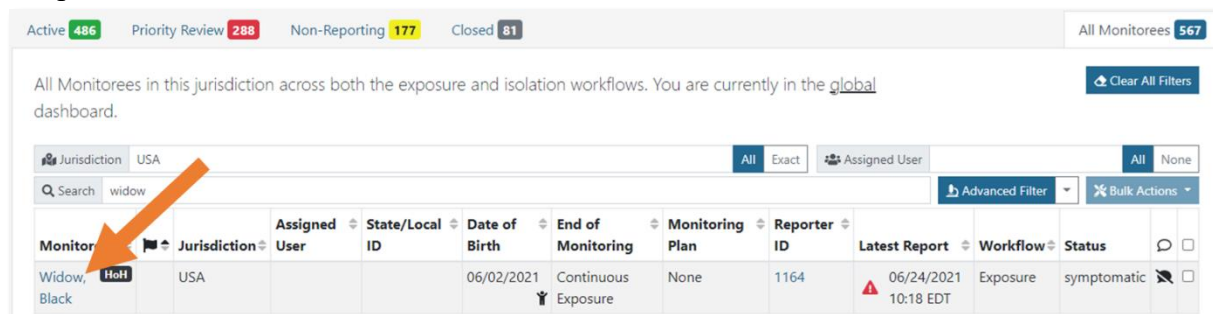 Active 486 Priority Review 288 Non-Reporting 177 Closed 81 All Monitorees 567
All Monitorees in this jurisdiction across both the exposure and isolation workflows. You are currently in the global
dashboard.
Clear All Filters
Jurisdiction USA All Exact Assigned User All None
Search widow Advanced Filter Bulk Actions
Assigned State/Local Date of End of Monitoring Reporter
Jurisdiction User ID Birth Monitoring Plan ID Latest Report Workflow Status
Widow, HoH USA 06/02/2021 Continuous None 1164 06/24/2021 Exposure symptomatic
Black Exposure 10:18 EDT